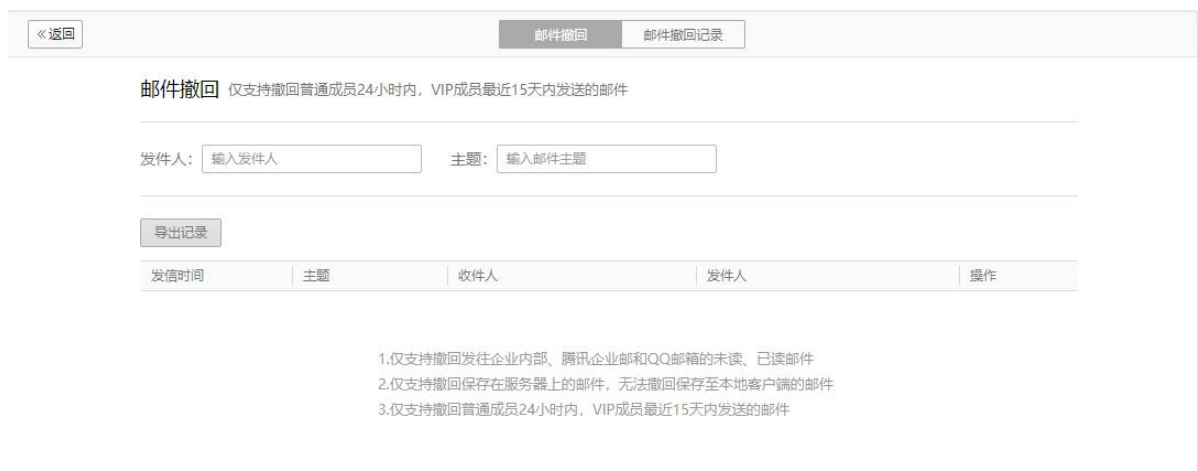 《返回 邮件撤回 邮件撤回记录
邮件撤回 仅支持撤回普通成员24小时内，VIP成员最近15天内发送的邮件
发件人： 输入发件人 主题： 输入邮件主题
导出记录
发信时间 主题 收件人 发件人 操作
1.仅支持撤回发往企业内部、腾讯企业邮和QQ邮箱的未读、已读邮件
2.仅支持撤回保存在服务器上的邮件，无法撤回保存至本地客户端的邮件
3.仅支持撤回普通成员24小时内，VIP成员最近15天内发送的邮件